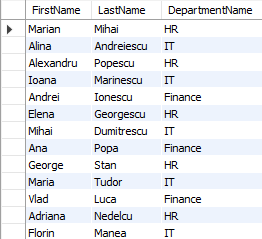 FirstName LastName DepartmentName
Marian Mihai HR
Alina Andreiescu IT
Alexandru Popescu HR
Ioana Marinescu IT
Andrei Ionescu Finance
Elena Georgescu HR
Mihai Dumitrescu IT
Ana Popa Finance
George Stan HR
Maria Tudor IT
Vlad Luca Finance
Adriana Nedelcu HR
Florin Manea IT